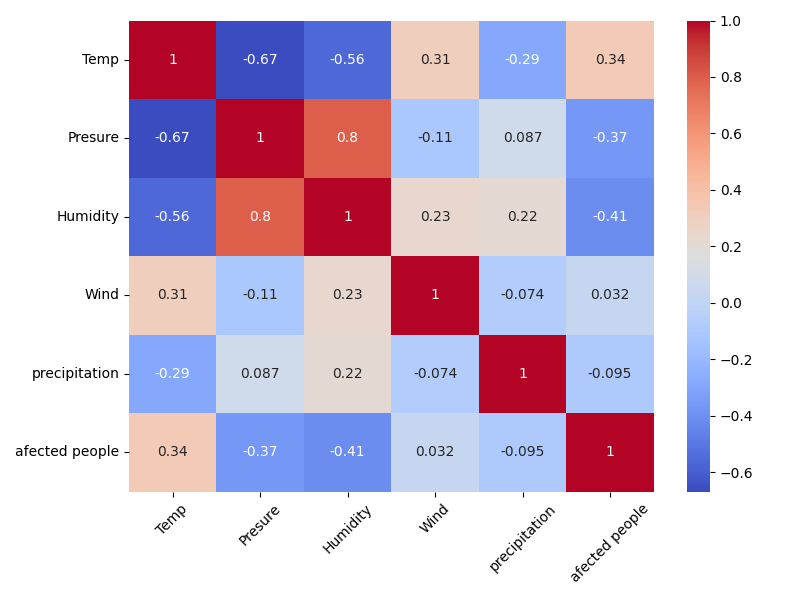 Temp 1 -0.67 -0.56 0.31 -0.29 0.34
Presure -0.67 1 0.8 -0.11 0.087 -0.37
Humidity -0.56 0.8 1 0.23 0.22 -0.41
Wind 0.31 -0.11 0.23 1 -0.074 0.032
precipitation -0.29 0.087 0.22 -0.074 1 -0.095
afected people 0.34 -0.37 -0.41 0.032 -0.095 1
Temp Presure Humidity Wind precipitation afected people
1.0
0.8
0.6
0.4
0.2
0.0
−0.2
−0.4
−0.6